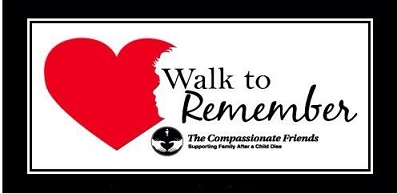 Walk to
Remember
The Compassionate Friends
Supporting Family After a Child Dies